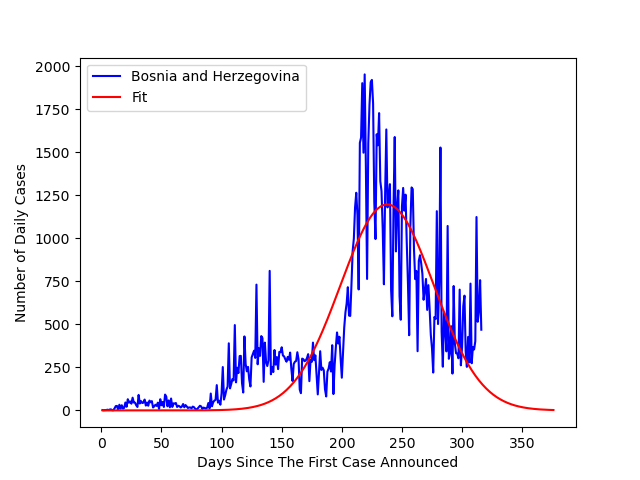 Bosnia and Herzegovina
Fit
Number of Daily Cases
2000
1750
1500
1250
1000
750
500
250
0
0 50 100 150 200 250 300 350
Days Since The First Case Announced